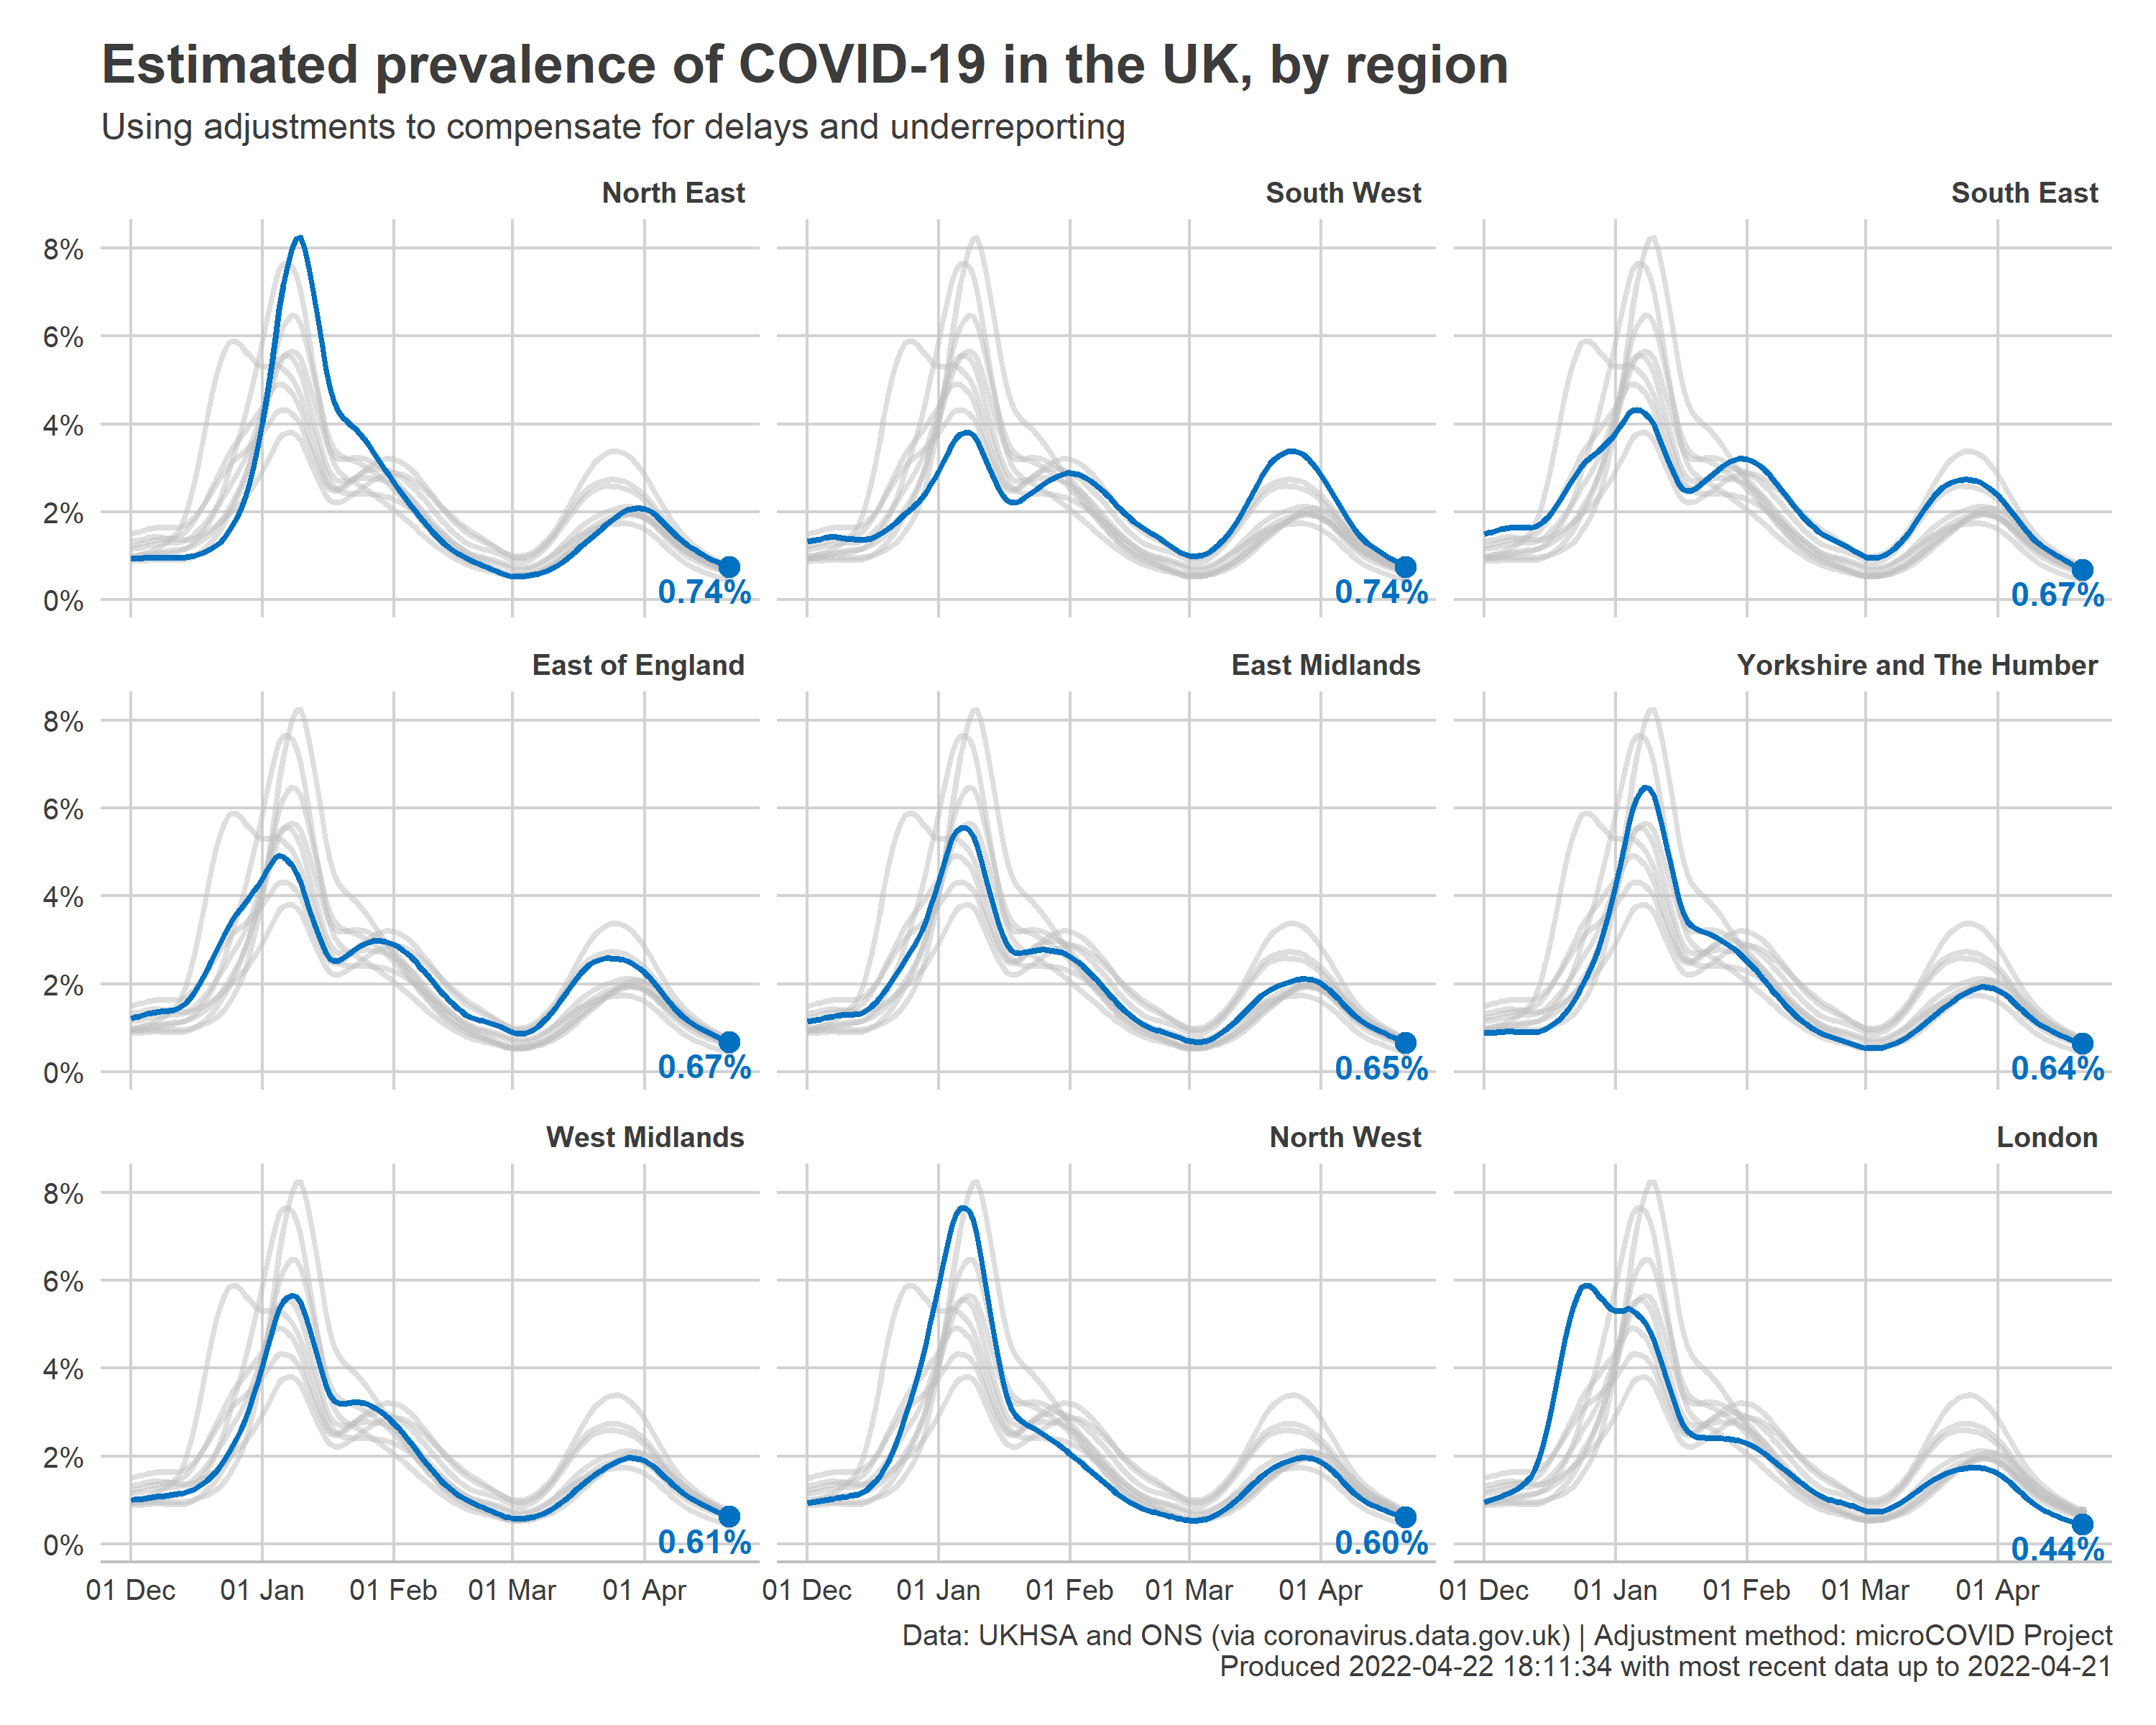 Estimated prevalence of COVID-19 in the UK, by region
Using adjustments to compensate for delays and underreporting
North East
South West
South East
8%
6%
4%
2%
0%
0.74%
0.74%
0.67%
East of England
East Midlands
Yorkshire and The Humber
8%
6%
4%
2%
0%
0.67%
0.65%
0.64%
West Midlands
North West
London
8%
6%
4%
2%
0%
0.61%
0.60%
0.44%
01 Dec 01 Jan 01 Feb 01 Mar 01 Apr
01 Dec 01 Jan 01 Feb 01 Mar 01 Apr
01 Dec 01 Jan 01 Feb 01 Mar 01 Apr
Data: UKHSA and ONS (via coronavirus.data.gov.uk) | Adjustment method: microCOVID Project
Produced 2022-04-22 18:11:34 with most recent data up to 2022-04-21